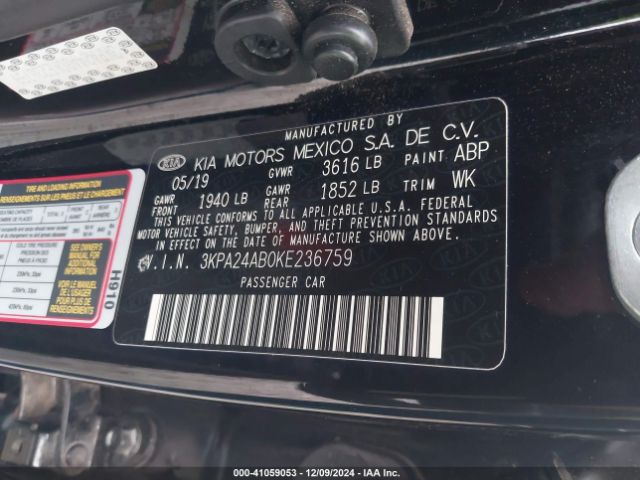 MANUFACTURED BY
KIA KIA MOTORS MEXICO S.A. DE C.V.
05/19 GVWR 3616 LB PAINT ABP
GAWR FRONT 1940 LB GAWR REAR 1852 LB TRIM WK
THIS VEHICLE CONFORMS TO ALL APPLICABLE U.S.A. FEDERAL
MOTOR VEHICLE SAFETY, BUMPER, AND THEFT PREVENTION STANDARDS
IN EFFECT ON THE DATE OF MANUFACTURE SHOWN ABOVE.
V.I.N. 3KPA24AB0KE236759
PASSENGER CAR
TIRE AND LOADING INFORMATION
SEE OWNER'S
MANUAL FOR
ADDITIONAL
INFORMATION
H910
00-41059053 / 12/09/2024 - IAA Inc.